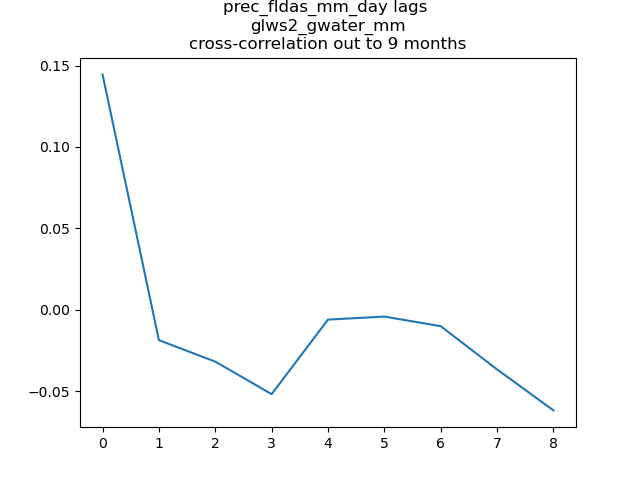 prec_fldas_mm_day lags
glws2_gwater_mm
cross-correlation out to 9 months
0.15
0.10
0.05
0.00
−0.05
0 1 2 3 4 5 6 7 8